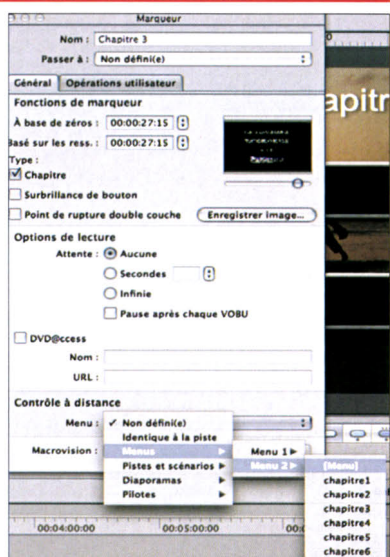 Marqueur
Nom : Chapitre 3
Passer à : Non défini(e)
Général Opérations utilisateur
Fonctions de marqueur
À base de zéros : 00:00:27:15
Basé sur les ress. : 00:00:27:15
Type :
Chapitre
Surbrillance de bouton
Point de rupture double couche Enregistrer image...
Options de lecture
Attente : Aucune
Secondes
Infinie
Pause après chaque VOBU
DVD@ccess
Nom :
URL :
Contrôle à distance
Menu : ✓ Non défini(e)
Identique à la piste
Macrovision : Menus Menu 1
Pistes et scénarios Menu 2 [Menu]
Diaporamas chapitre1
Pilotes chapitre2
chapitre3
chapitre4
chapitre5
chapitre6
00:04:00:00 00:05:00:00 00:0
apitr